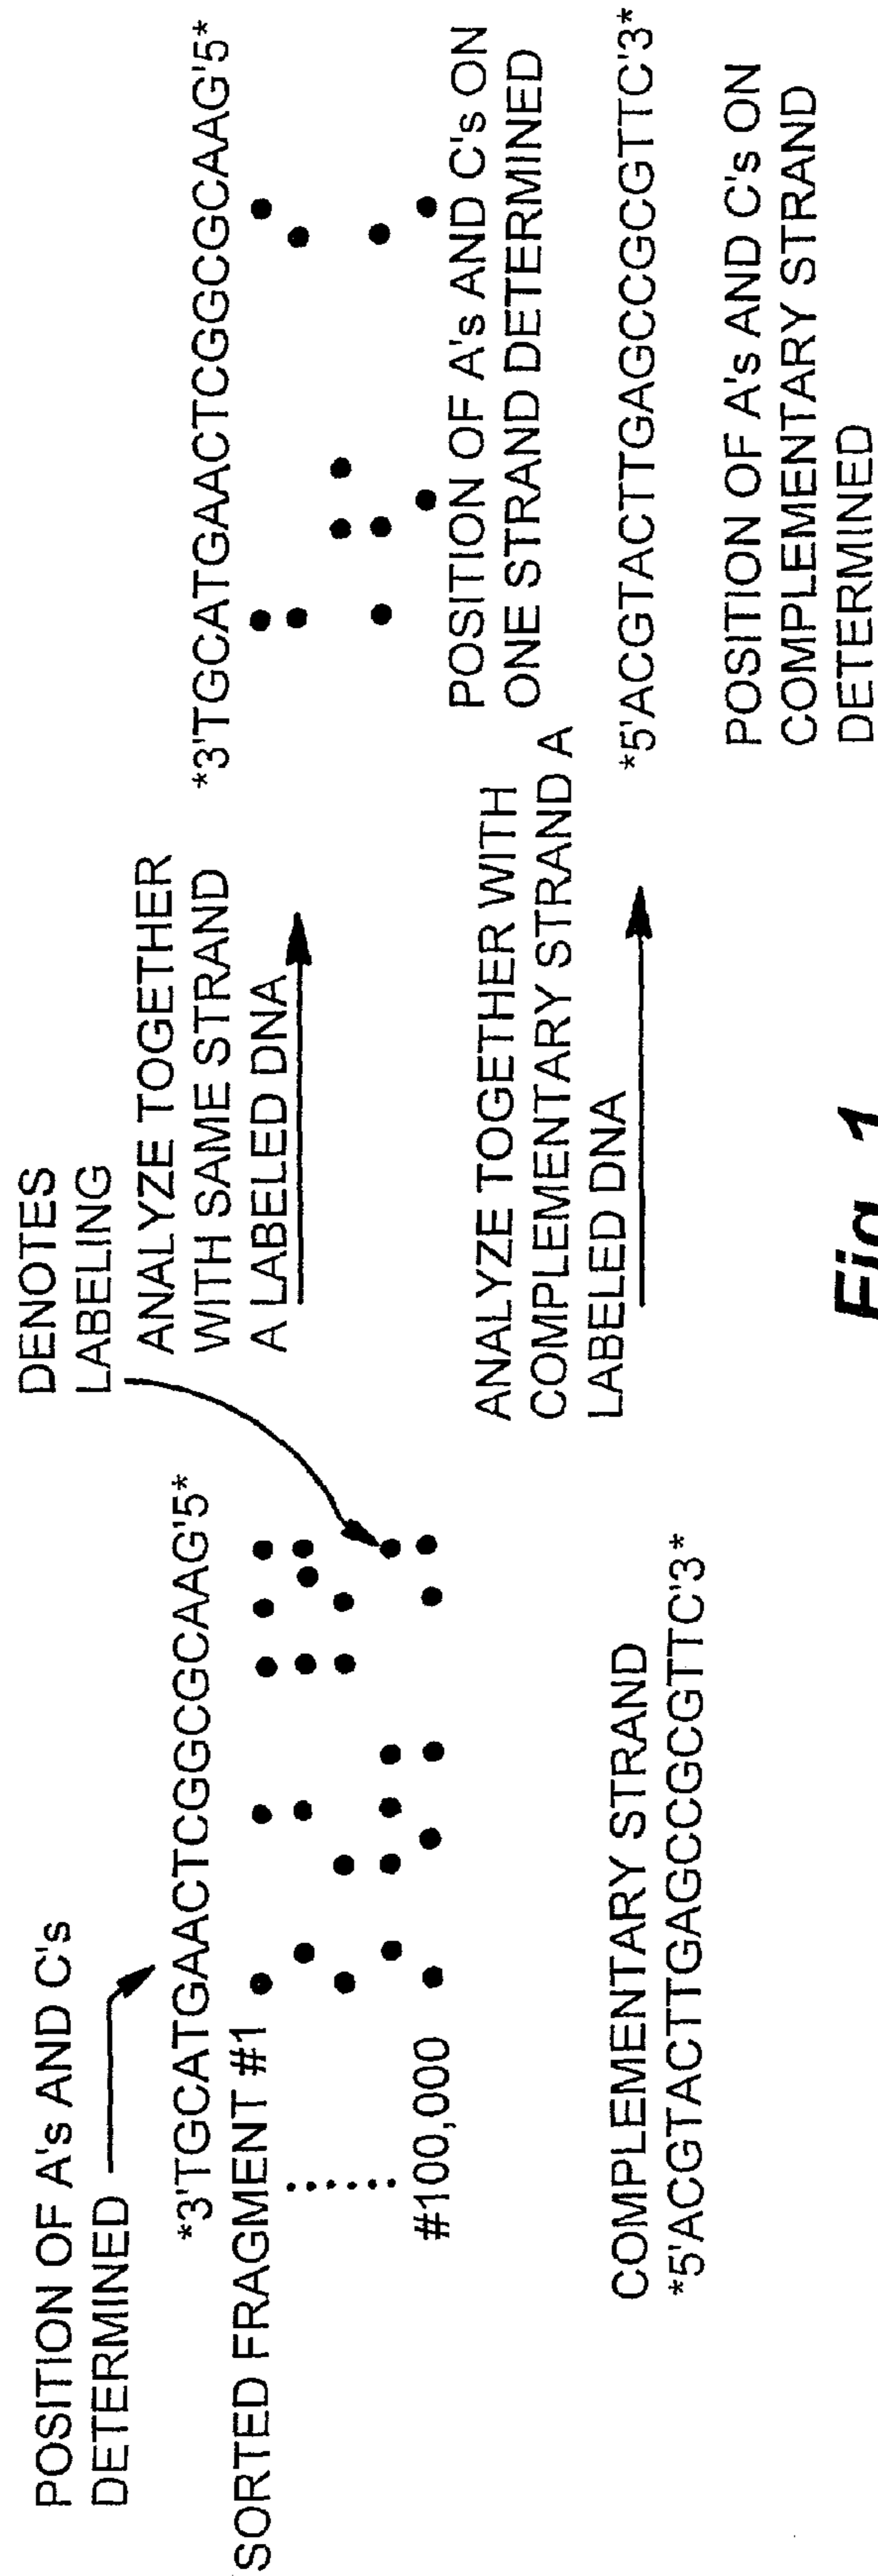 POSITION OF A's AND C's
DETERMINED
*3'TGCATGAACTCGGCGCAAG'5*
SORTED FRAGMENT #1
#100,000
COMPLEMENTARY STRAND
*5'ACGTACTTGAGCCGCGTTC'3*
DENOTES
LABELING
ANALYZE TOGETHER
WITH SAME STRAND
A LABELED DNA
ANALYZE TOGETHER WITH
COMPLEMENTARY STRAND A
LABELED DNA
*3'TGCATGAACTCGGCGCAAG'5*
POSITION OF A's AND C's ON
ONE STRAND DETERMINED
*5'ACGTACTTGAGCCGCGTTC'3*
POSITION OF A's AND C's ON
COMPLEMENTARY STRAND
DETERMINED
Fig. 1